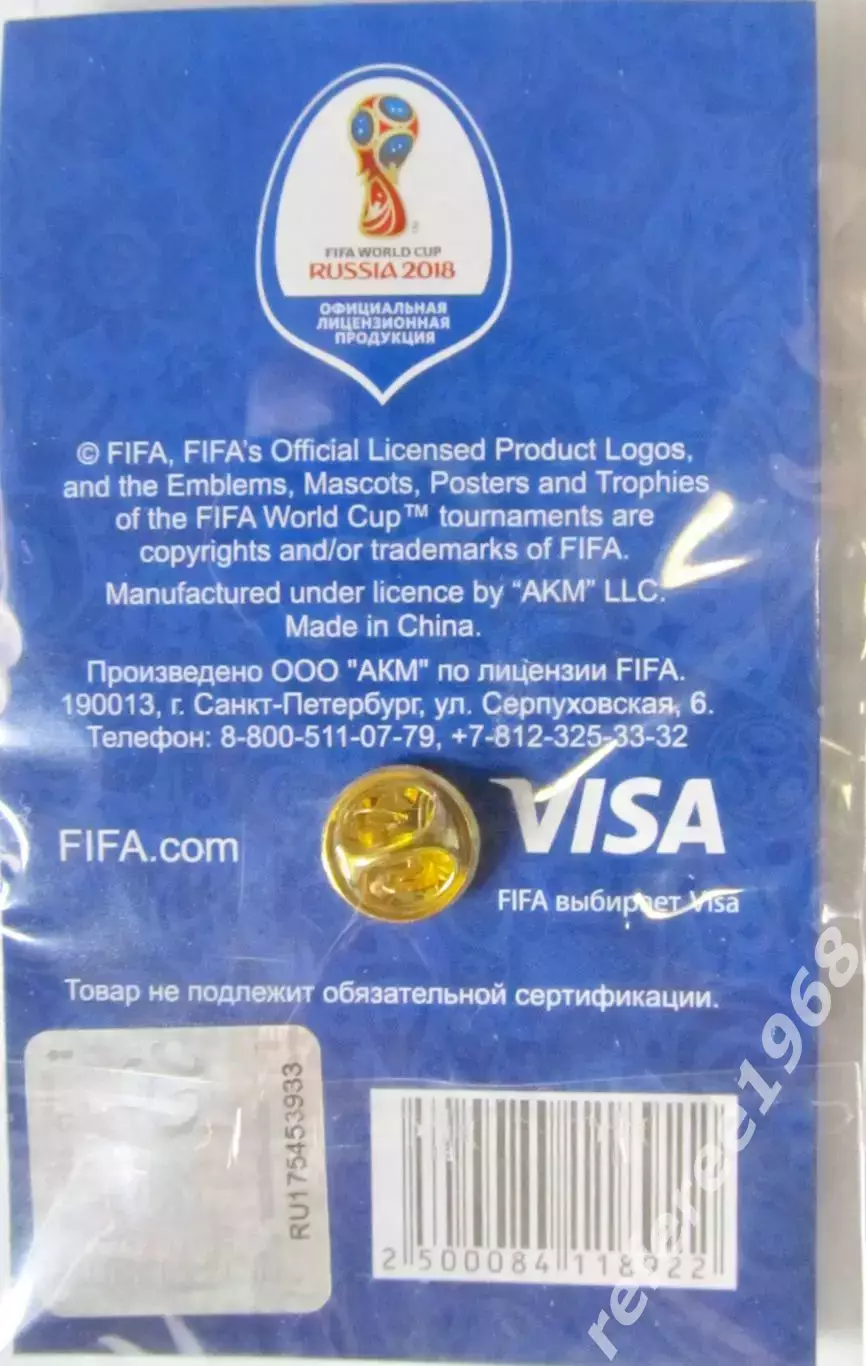 FIFA WORLD CUP
RUSSIA 2018
ОФИЦИАЛЬНАЯ
ЛИЦЕНЗИОННАЯ
ПРОДУКЦИЯ
© FIFA, FIFA's Official Licensed Product Logos,
and the Emblems, Mascots, Posters and Trophies
of the FIFA World Cup™ tournaments are
copyrights and/or trademarks of FIFA.
Manufactured under licence by "AKM" LLC.
Made in China.
Произведено ООО "АКМ" по лицензии FIFA.
190013, г. Санкт-Петербург, ул. Серпуховская, 6.
Телефон: 8-800-511-07-79, +7-812-325-33-32
FIFA.com
VISA
FIFA выбирает Visa
Товар не подлежит обязательной сертификации.
RU175453933
2 500084 118922
referee1968